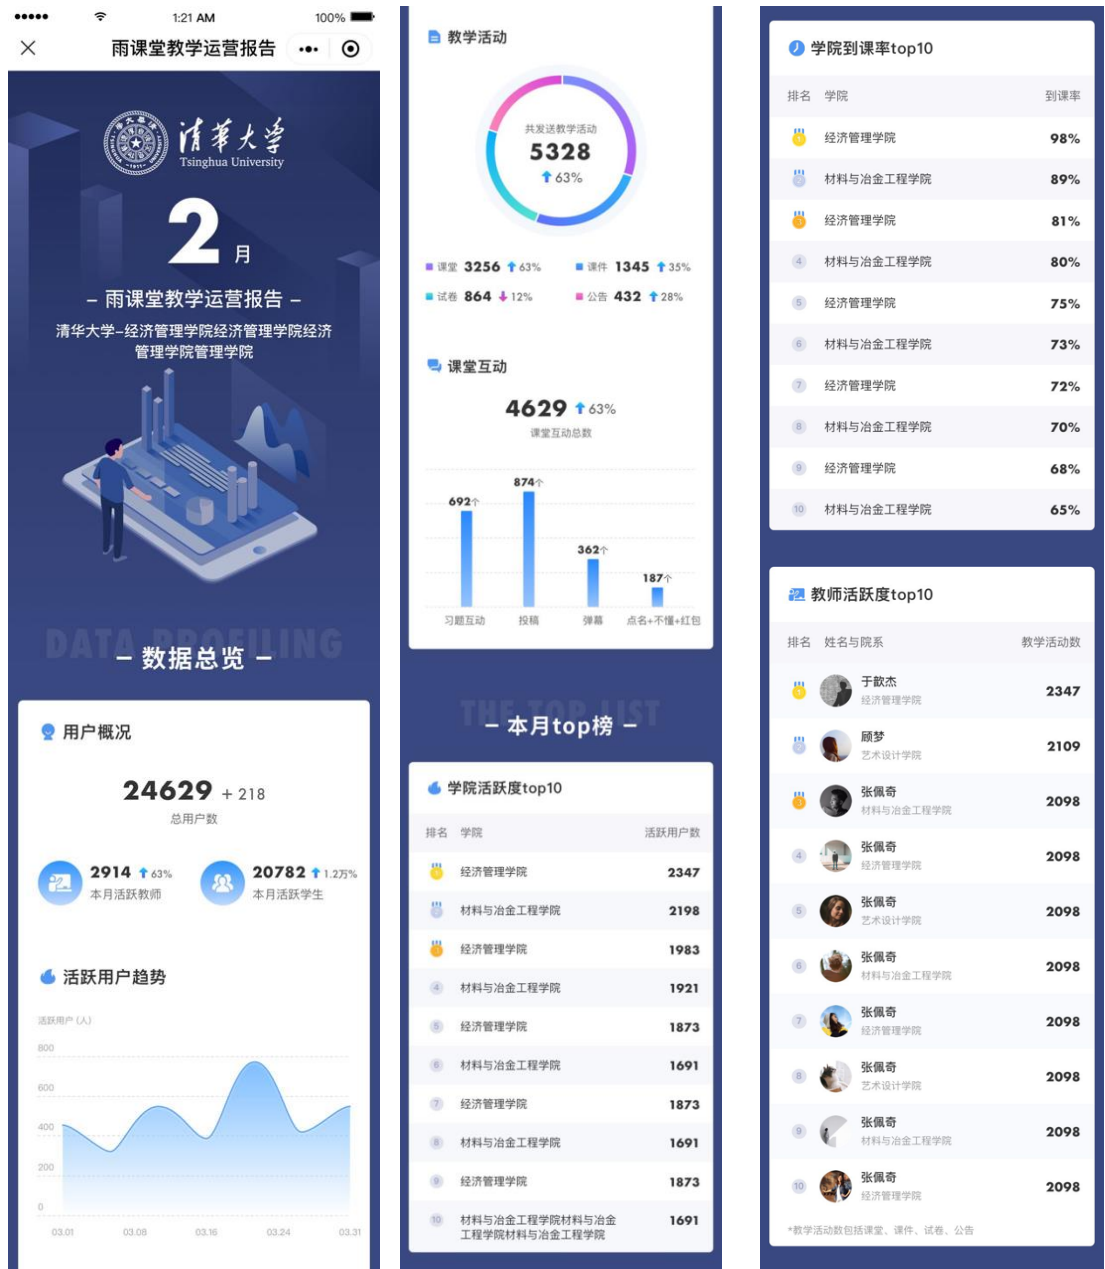 1:21 AM
100%
雨课堂教学运营报告
清华大学
Tsinghua University
2月
– 雨课堂教学运营报告 –
清华大学–经济管理学院经济管理学院经济
管理学院管理学院
DATA PROFILING
– 数据总览 –
用户概况
24629 + 218
总用户数
2914 63%
本月活跃教师
20782 1.2万%
本月活跃学生
活跃用户趋势
活跃用户 (人)
800
600
400
200
0
03.01 03.08 03.16 03.24 03.31
教学活动
共发送教学活动
5328
63%
课堂 3256 63%
课件 1345 35%
试卷 864 12%
公告 432 28%
课堂互动
4629 63%
课堂互动总数
692个
874个
362个
187个
习题互动 投稿 弹幕 点名+不懂+红包
THE TOP LIST
– 本月top榜 –
学院活跃度top10
排名 学院 活跃用户数
1 经济管理学院 2347
2 材料与冶金工程学院 2198
3 经济管理学院 1983
4 材料与冶金工程学院 1921
5 经济管理学院 1873
6 材料与冶金工程学院 1691
7 经济管理学院 1873
8 材料与冶金工程学院 1691
9 经济管理学院 1873
10 材料与冶金工程学院材料与冶金 1691
工程学院材料与冶金工程学院
学院到课率top10
排名 学院 到课率
1 经济管理学院 98%
2 材料与冶金工程学院 89%
3 经济管理学院 81%
4 材料与冶金工程学院 80%
5 经济管理学院 75%
6 材料与冶金工程学院 73%
7 经济管理学院 72%
8 材料与冶金工程学院 70%
9 经济管理学院 68%
10 材料与冶金工程学院 65%
教师活跃度top10
排名 姓名与院系 教学活动数
1 于歆杰 2347
经济管理学院
2 顾梦 2109
艺术设计学院
3 张佩奇 2098
材料与冶金工程学院
4 张佩奇 2098
经济管理学院
5 张佩奇 2098
艺术设计学院
6 张佩奇 2098
材料与冶金工程学院
7 张佩奇 2098
经济管理学院
8 张佩奇 2098
艺术设计学院
9 张佩奇 2098
材料与冶金工程学院
10 张佩奇 2098
经济管理学院
*教学活动数包括课堂、课件、试卷、公告